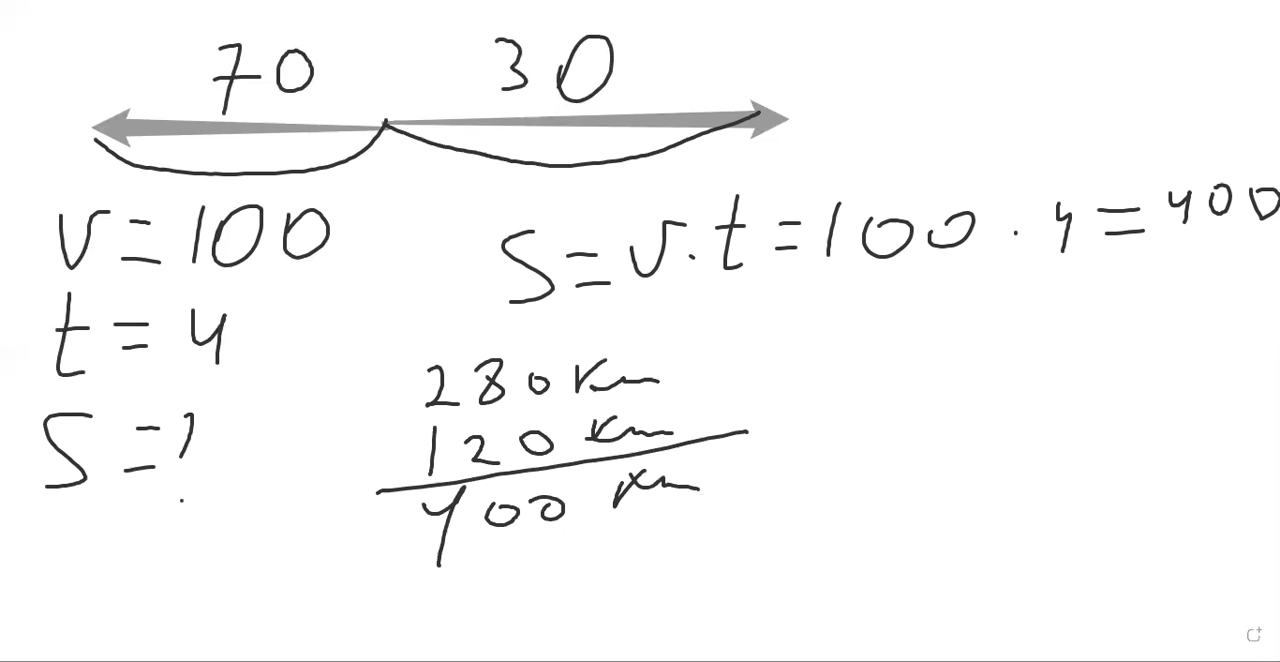 70 30
v = 100
S = v · t = 100 · 4 = 400
t = 4
S = ?
280 km
120 km
400 km